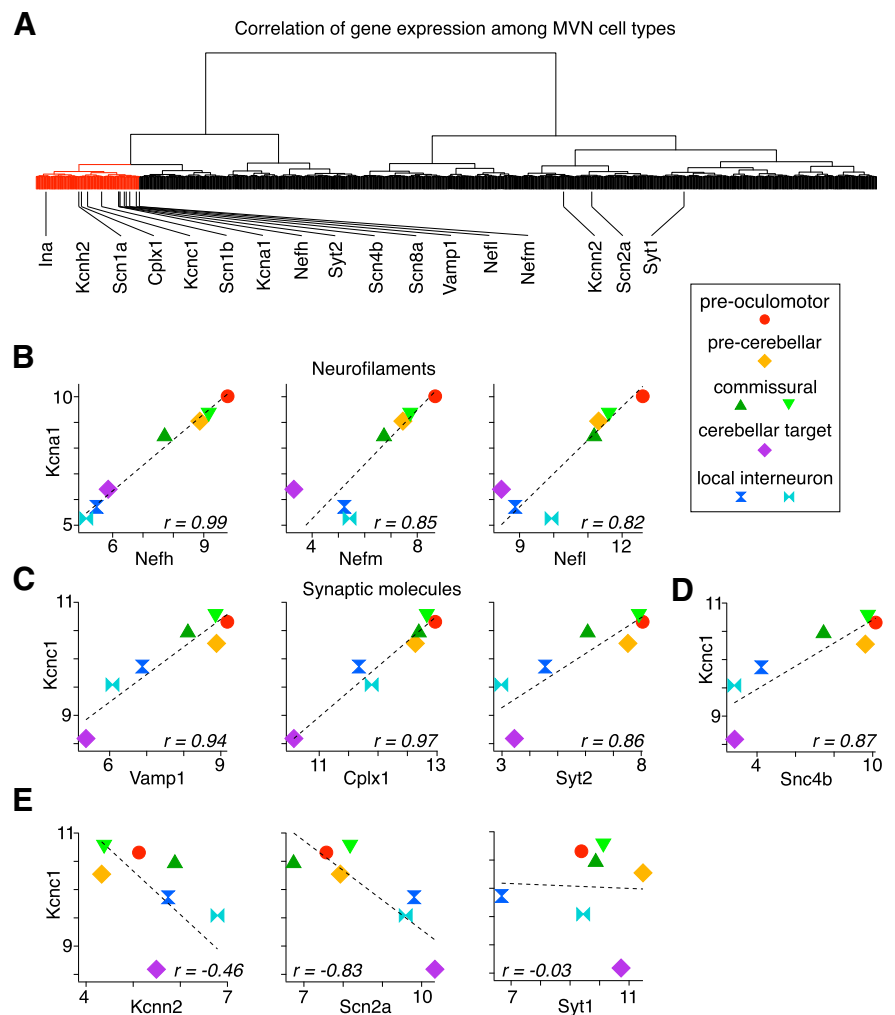 A
Correlation of gene expression among MVN cell types
Ina
Kcnh2
Scn1a
Cplx1
Kcnc1
Scn1b
Kcna1
Nefh
Syt2
Scn4b
Scn8a
Vamp1
Nefl
Nefm
Kcnn2
Scn2a
Syt1
pre-oculomotor
pre-cerebellar
commissural
cerebellar target
local interneuron
B
Neurofilaments
Kcna1
10
5
r = 0.99
6 9
Nefh
r = 0.85
4 8
Nefm
r = 0.82
9 12
Nefl
C
Synaptic molecules
Kcnc1
11
9
r = 0.94
6 9
Vamp1
r = 0.97
11 13
Cplx1
r = 0.86
3 8
Syt2
D
Kcnc1
11
9
r = 0.87
4 10
Snc4b
E
Kcnc1
11
9
r = -0.46
4 7
Kcnn2
r = -0.83
7 10
Scn2a
r = -0.03
7 11
Syt1